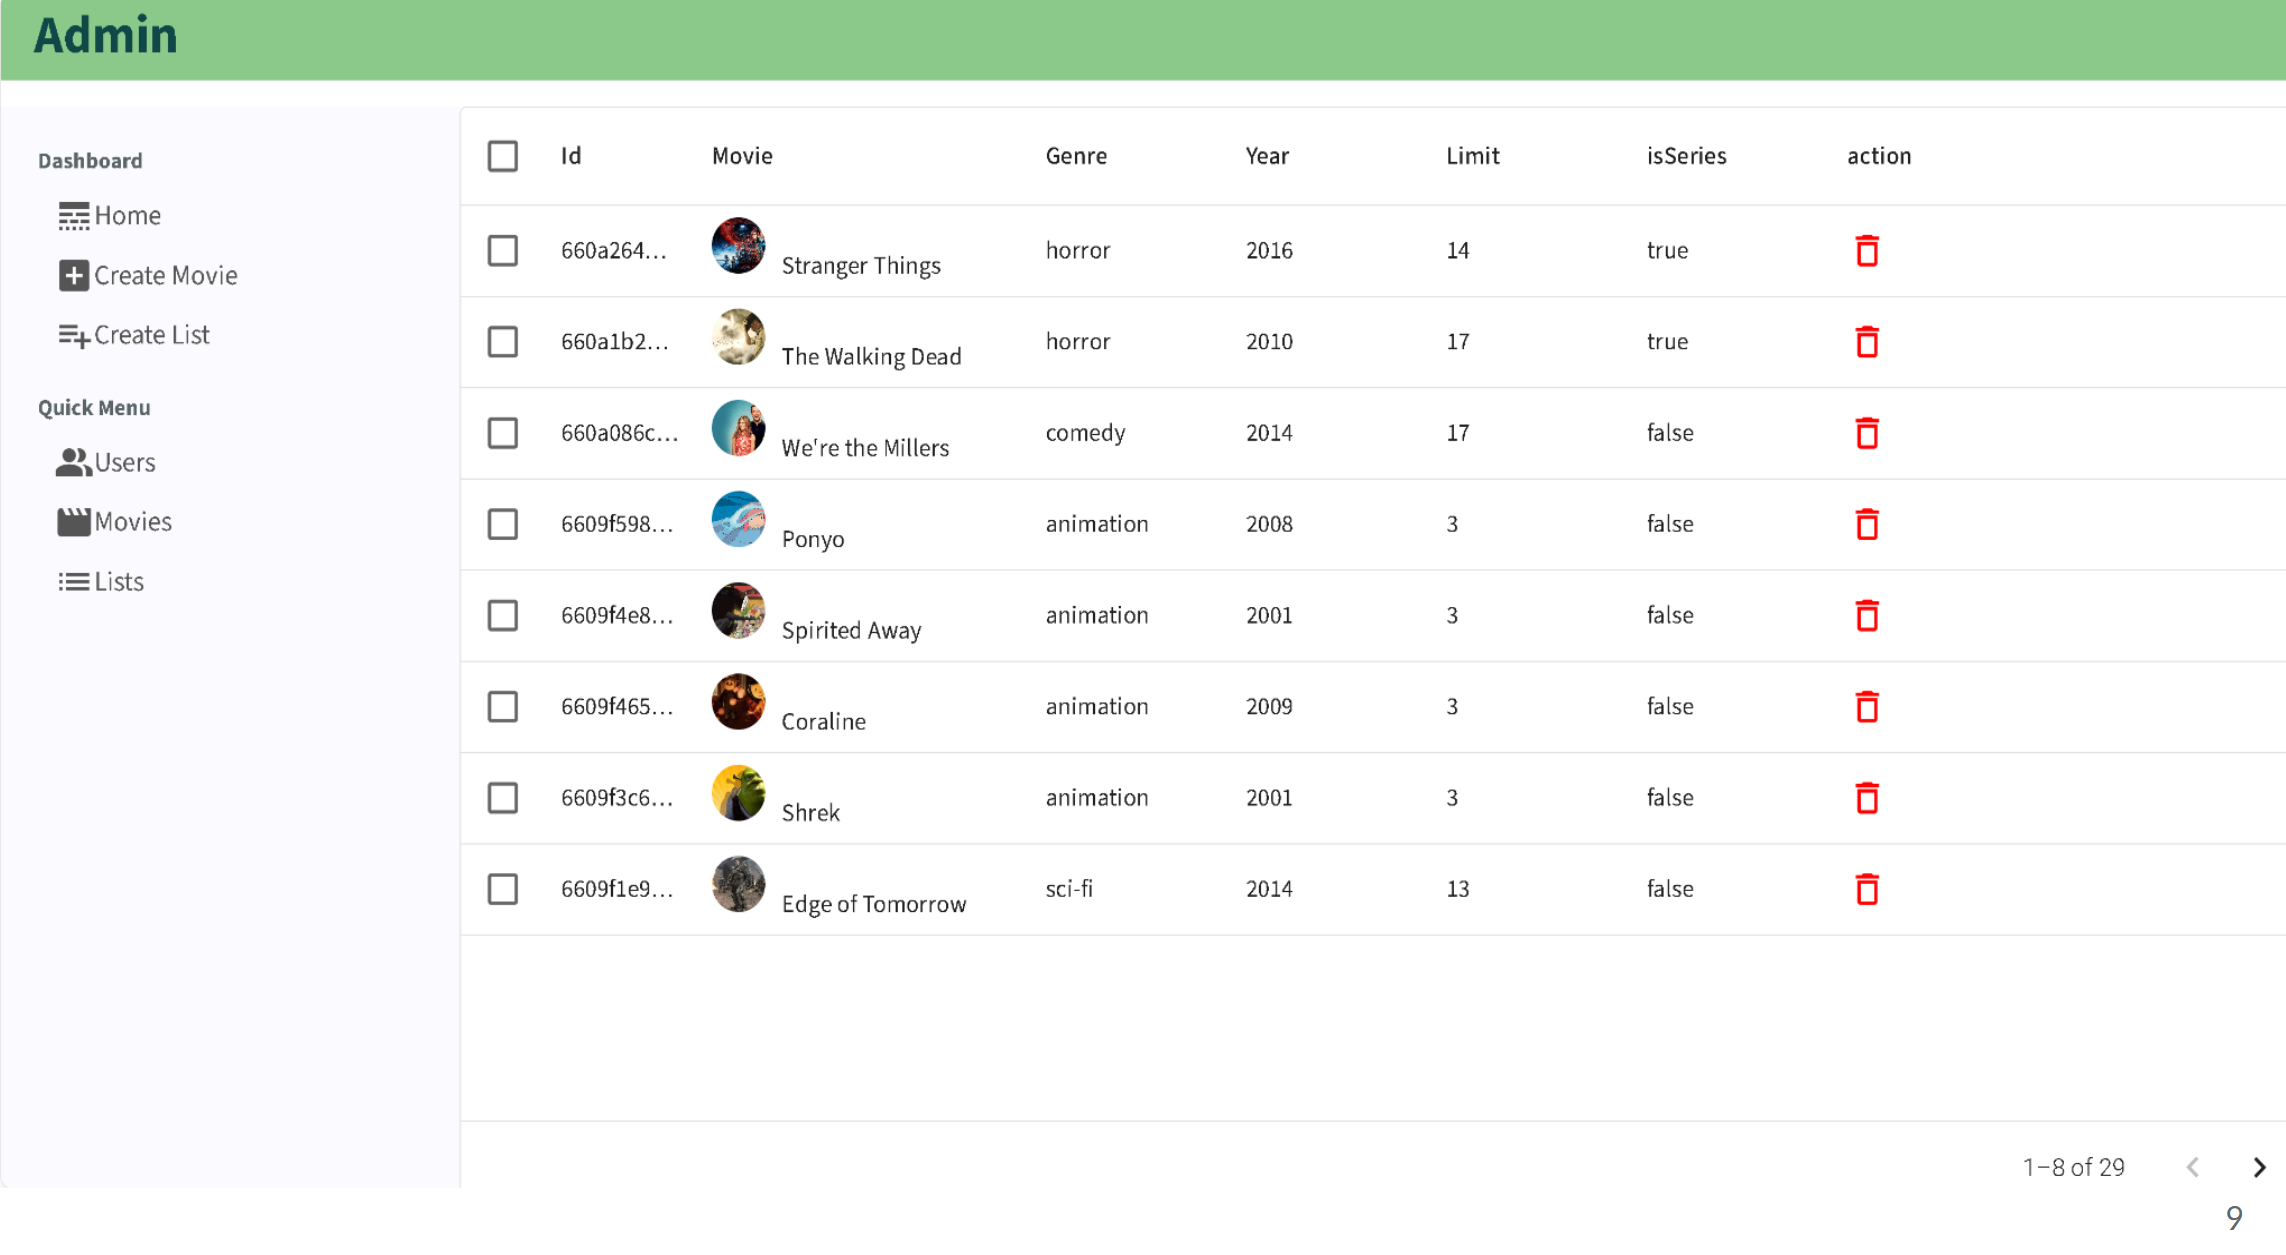 Admin
Dashboard
Home
Create Movie
Create List
Quick Menu
Users
Movies
Lists
Id Movie Genre Year Limit isSeries action
660a264... Stranger Things horror 2016 14 true
660a1b2... The Walking Dead horror 2010 17 true
660a086c... We're the Millers comedy 2014 17 false
6609f598... Ponyo animation 2008 3 false
6609f4e8... Spirited Away animation 2001 3 false
6609f465... Coraline animation 2009 3 false
6609f3c6... Shrek animation 2001 3 false
6609f1e9... Edge of Tomorrow sci-fi 2014 13 false
1–8 of 29
9